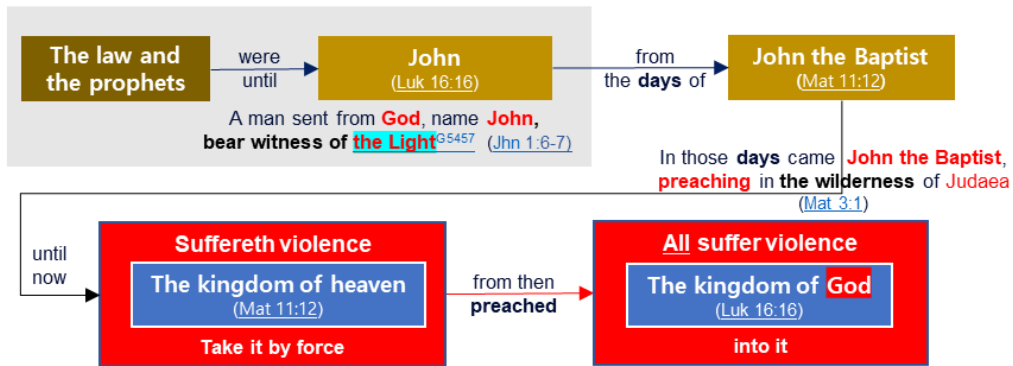 The law and
the prophets
were
until
John
(Luk 16:16)
from
the days of
John the Baptist
(Mat 11:12)
A man sent from God, name John,
bear witness of the LightG5457 (Jhn 1:6-7)
In those days came John the Baptist,
preaching in the wilderness of Judaea
(Mat 3:1)
until
now
Suffereth violence
The kingdom of heaven
(Mat 11:12)
Take it by force
from then
preached
All suffer violence
The kingdom of God
(Luk 16:16)
into it